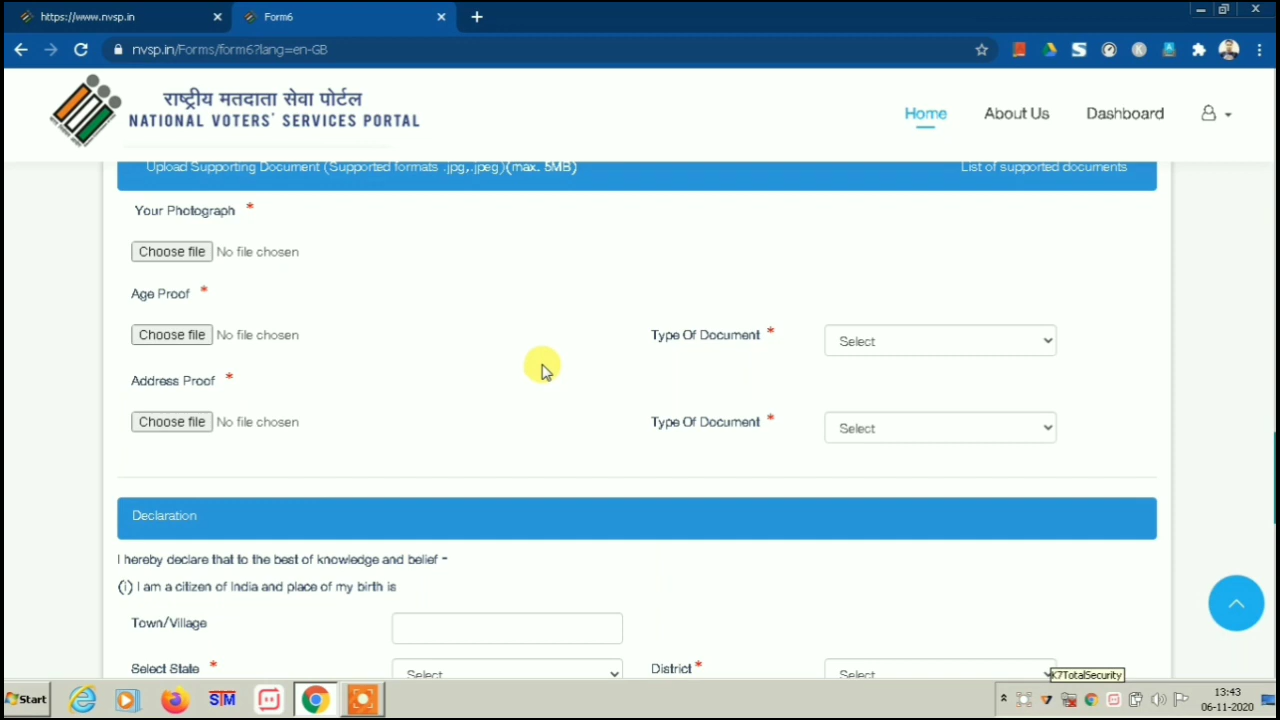 https://www.nvsp.in
Form6
nvsp.in/Forms/form6?lang=en-GB
राष्ट्रीय मतदाता सेवा पोर्टल
NATIONAL VOTERS' SERVICES PORTAL
Home About Us Dashboard
Upload Supporting Document (Supported formats .jpg,.jpeg)(max. 5MB) List of supported documents
Your Photograph *
Choose file No file chosen
Age Proof *
Choose file No file chosen Type Of Document * Select
Address Proof *
Choose file No file chosen Type Of Document * Select
Declaration
I hereby declare that to the best of knowledge and belief -
(i) I am a citizen of India and place of my birth is
Town/Village
Select State * Select District * Select
K7TotalSecurity
Start STM 13:43
06-11-2020